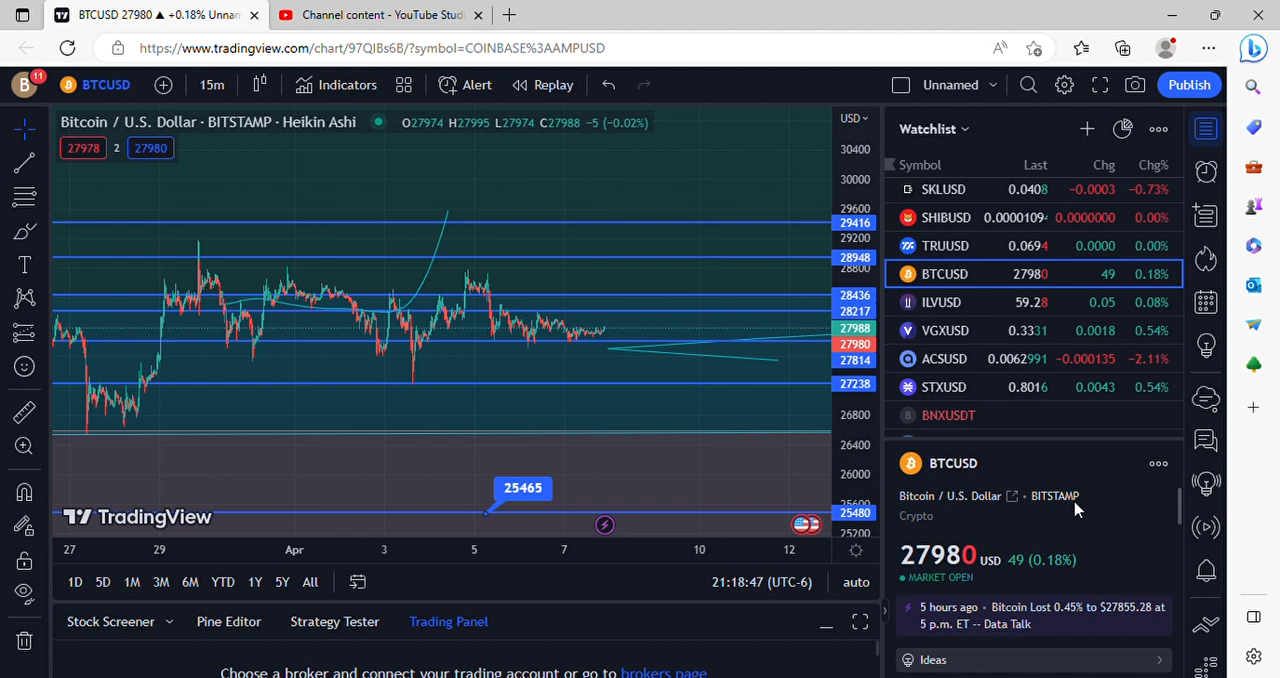 BTCUSD 27980 ▲ +0.18% Unnam
Channel content - YouTube Studi
https://www.tradingview.com/chart/97QIBs6B/?symbol=COINBASE%3AAMPUSD
B 11 BTCUSD 15m Indicators Alert Replay Unnamed Publish
Bitcoin / U.S. Dollar · BITSTAMP · Heikin Ashi O27974 H27995 L27974 C27988 -5 (-0.02%)
27978 2 27980
USD
30400
30000
29600
29416
29200
28948
28800
28436
28217
27988
27980
27814
27238
26800
26400
26000
25600
25480
25200
25465
TradingView
27 29 Apr 3 5 7 10 12
1D 5D 1M 3M 6M YTD 1Y 5Y All 21:18:47 (UTC-6) auto
Stock Screener Pine Editor Strategy Tester Trading Panel
Choose a broker and connect your trading account or go to brokers page
Watchlist
Symbol Last Chg Chg%
SKLUSD 0.0408 -0.0003 -0.73%
SHIBUSD 0.00001094 0.0000000 0.00%
TRUUSD 0.0694 0.0000 0.00%
BTCUSD 27980 49 0.18%
ILVUSD 59.28 0.05 0.08%
VGXUSD 0.3331 0.0018 0.54%
ACSUSD 0.0062991 -0.000135 -2.11%
STXUSD 0.8016 0.0043 0.54%
B BNXUSDT
BTCUSD
Bitcoin / U.S. Dollar · BITSTAMP
Crypto
27980 USD 49 (0.18%)
MARKET OPEN
5 hours ago · Bitcoin Lost 0.45% to $27855.28 at
5 p.m. ET -- Data Talk
Ideas